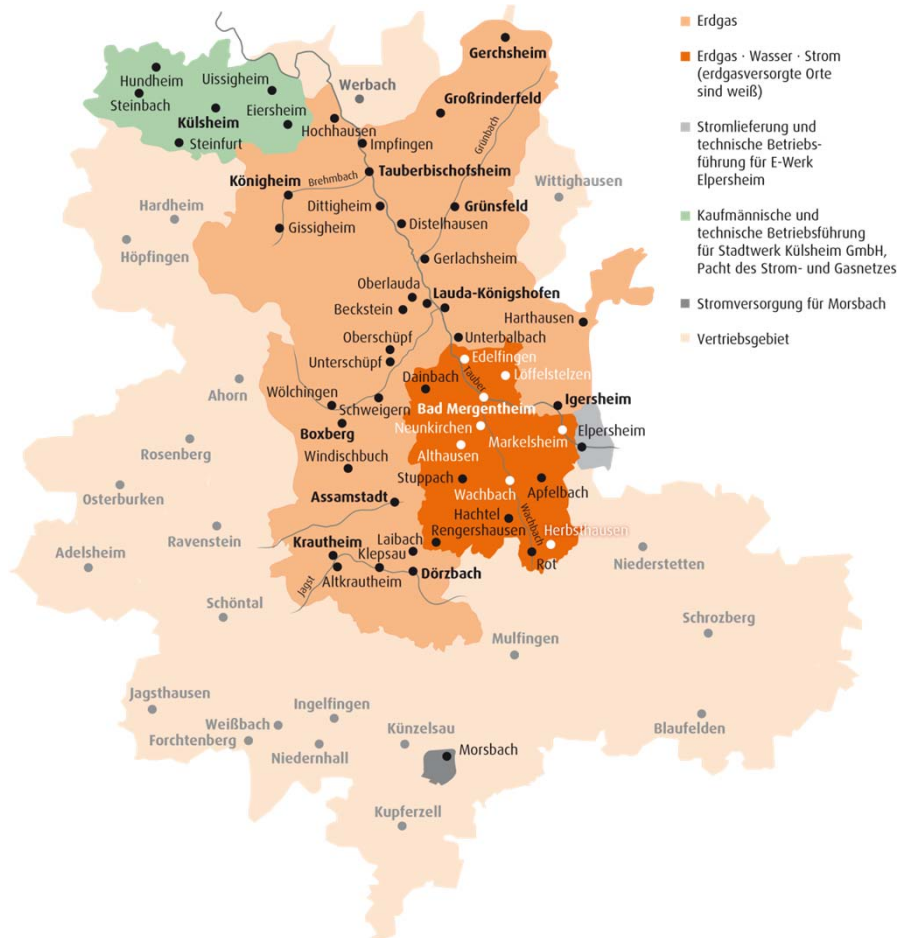 Gerchsheim
Hundheim
Uissigheim
Werbach
Steinbach
Eiersheim
Großrinderfeld
Külsheim
Hochhausen
Grünbach
Steinfurt
Impfingen
Brehmbach
Tauberbischofsheim
Königheim
Wittighausen
Hardheim
Dittigheim
Grünsfeld
Gissigheim
Distelhausen
Höpfingen
Gerlachsheim
Oberlauda
Lauda-Königshofen
Beckstein
Harthausen
Oberschüpf
Unterbalbach
Unterschüpf
Edelfingen
Dainbach
Tauber
Löffelstelzen
Ahorn
Wölchingen
Schweigern
Igersheim
Bad Mergentheim
Boxberg
Neunkirchen
Markelsheim
Elpersheim
Rosenberg
Windischbuch
Althausen
Osterburken
Stuppach
Wachbach
Apfelbach
Assamstadt
Hachtel
Wachbach
Ravenstein
Rengershausen
Herbsthausen
Krautheim
Laibach
Adelsheim
Klepsau
Rot
Niederstetten
Jagst
Altkrautheim
Dörzbach
Schöntal
Schrozberg
Mulfingen
Jagsthausen
Ingelfingen
Weißbach
Künzelsau
Blaufelden
Forchtenberg
Niedernhall
Morsbach
Kupferzell
Erdgas
Erdgas · Wasser · Strom
(erdgasversorgte Orte
sind weiß)
Stromlieferung und
technische Betriebs-
führung für E-Werk
Elpersheim
Kaufmännische und
technische Betriebsführung
für Stadtwerk Külsheim GmbH,
Pacht des Strom- und Gasnetzes
Stromversorgung für Morsbach
Vertriebsgebiet